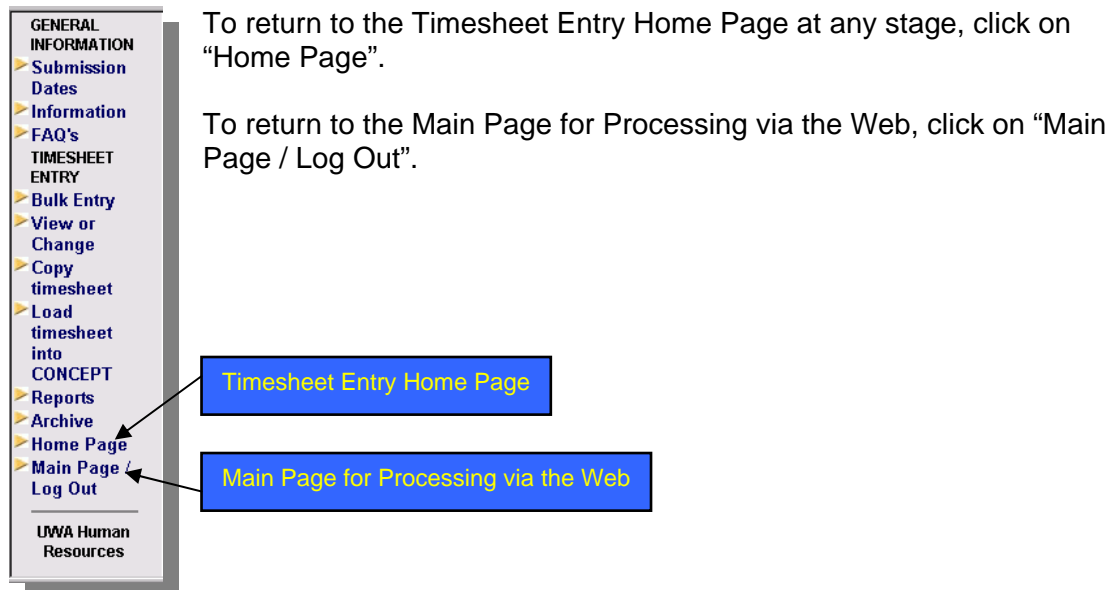 GENERAL
INFORMATION
Submission
Dates
Information
FAQ's
TIMESHEET
ENTRY
Bulk Entry
View or
Change
Copy
timesheet
Load
timesheet
into
CONCEPT
Reports
Archive
Home Page
Main Page /
Log Out
UWA Human
Resources
To return to the Timesheet Entry Home Page at any stage, click on
“Home Page”.
To return to the Main Page for Processing via the Web, click on “Main
Page / Log Out”.
Timesheet Entry Home Page
Main Page for Processing via the Web